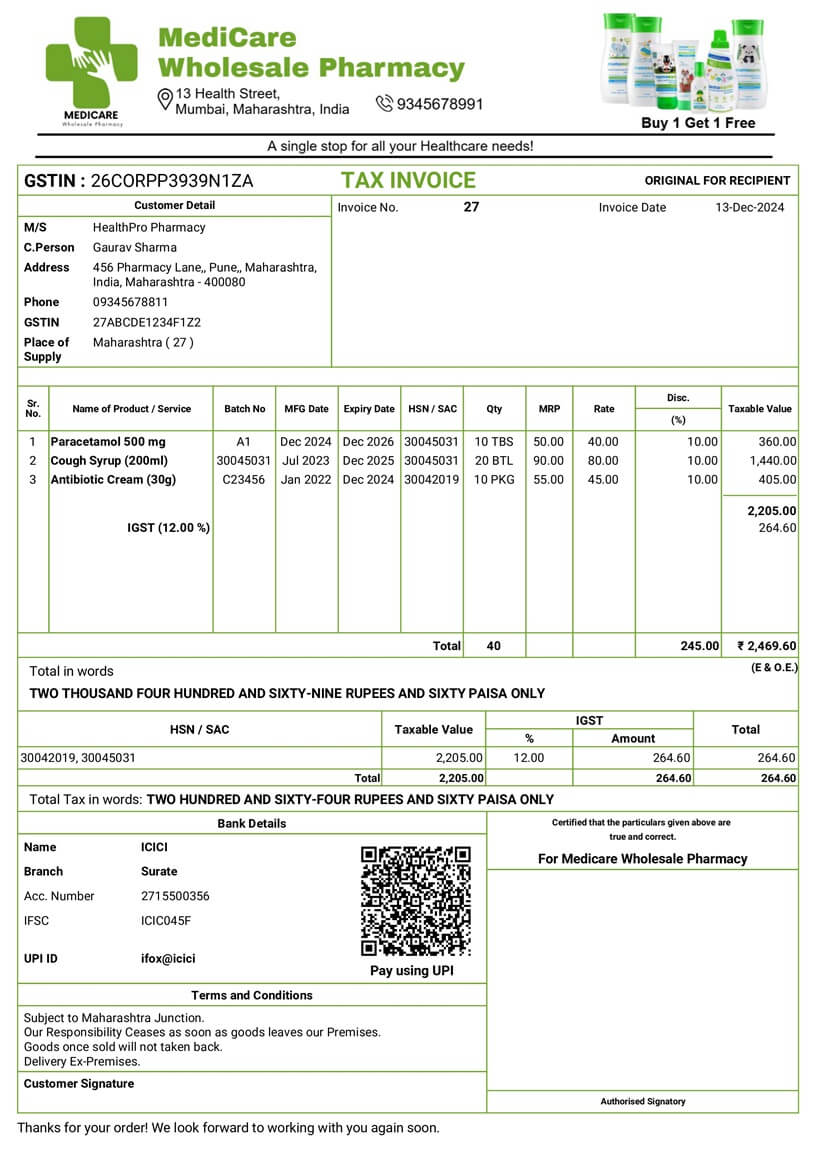 MEDICARE
Wholesale Pharmacy
MediCare
Wholesale Pharmacy
13 Health Street,
Mumbai, Maharashtra, India
9345678991
Buy 1 Get 1 Free
A single stop for all your Healthcare needs!
GSTIN : 26CORPP3939N1ZA TAX INVOICE ORIGINAL FOR RECIPIENT
Customer Detail
Invoice No. 27 Invoice Date 13-Dec-2024
M/S HealthPro Pharmacy
C.Person Gaurav Sharma
Address 456 Pharmacy Lane,, Pune,, Maharashtra,
India, Maharashtra - 400080
Phone 09345678811
GSTIN 27ABCDE1234F1Z2
Place of Maharashtra ( 27 )
Supply
Sr. No. Name of Product / Service Batch No MFG Date Expiry Date HSN / SAC Qty MRP Rate Disc. (%) Taxable Value
1 Paracetamol 500 mg A1 Dec 2024 Dec 2026 30045031 10 TBS 50.00 40.00 10.00 360.00
2 Cough Syrup (200ml) 30045031 Jul 2023 Dec 2025 30045031 20 BTL 90.00 80.00 10.00 1,440.00
3 Antibiotic Cream (30g) C23456 Jan 2022 Dec 2024 30042019 10 PKG 55.00 45.00 10.00 405.00
2,205.00
IGST (12.00 %) 264.60
Total 40 245.00 ₹ 2,469.60
Total in words (E & O.E.)
TWO THOUSAND FOUR HUNDRED AND SIXTY-NINE RUPEES AND SIXTY PAISA ONLY
HSN / SAC Taxable Value IGST Total
% Amount
30042019, 30045031 2,205.00 12.00 264.60 264.60
Total 2,205.00 264.60 264.60
Total Tax in words: TWO HUNDRED AND SIXTY-FOUR RUPEES AND SIXTY PAISA ONLY
Bank Details
Name ICICI
Branch Surate
Acc. Number 2715500356
IFSC ICIC045F
UPI ID ifox@icici
Pay using UPI
Certified that the particulars given above are
true and correct.
For Medicare Wholesale Pharmacy
Terms and Conditions
Subject to Maharashtra Junction.
Our Responsibility Ceases as soon as goods leaves our Premises.
Goods once sold will not taken back.
Delivery Ex-Premises.
Customer Signature
Authorised Signatory
Thanks for your order! We look forward to working with you again soon.